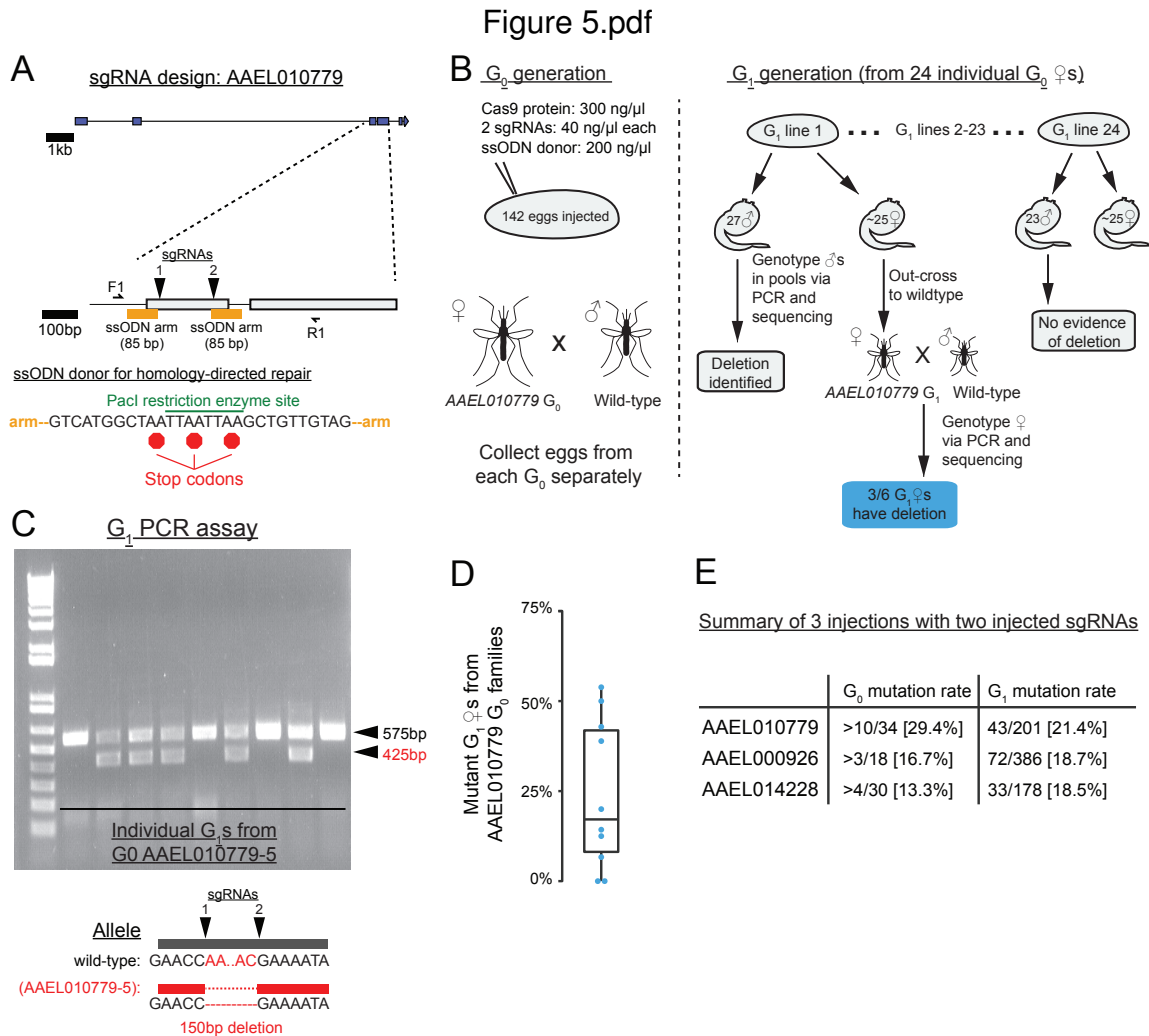 Figure 5.pdf
A
sgRNA design: AAEL010779
1kb
sgRNAs
1 2
F1
100bp
ssODN arm
(85 bp)
ssODN arm
(85 bp)
R1
ssODN donor for homology-directed repair
PacI restriction enzyme site
arm--GTCATGGCTAATTAATTAAGCTGTTGTAG--arm
Stop codons
B
G0 generation
Cas9 protein: 300 ng/µl
2 sgRNAs: 40 ng/µl each
ssODN donor: 200 ng/µl
142 eggs injected
♀
X
♂
AAEL010779 G0
Wild-type
Collect eggs from
each G0 separately
G1 generation (from 24 individual G0 ♀s)
G1 line 1
... G1 lines 2-23 ...
G1 line 24
27♂
~25♀
23♂
~25♀
Genotype ♂s
in pools via
PCR and
sequencing
Out-cross
to wildtype
No evidence
of deletion
Deletion
identified
♀
X
♂
AAEL010779 G1
Wild-type
Genotype ♀
via PCR and
sequencing
3/6 G1♀s
have deletion
C
G1 PCR assay
575bp
425bp
Individual G1s from
G0 AAEL010779-5
sgRNAs
1 2
Allele
wild-type:
GAACCAA..ACGAAAATA
(AAEL010779-5):
GAACC----------GAAAATA
150bp deletion
D
Mutant G1♀s from
AAEL010779 G0 families
75%
50%
25%
0%
E
Summary of 3 injections with two injected sgRNAs
G0 mutation rate G1 mutation rate
AAEL010779 >10/34 [29.4%] 43/201 [21.4%]
AAEL000926 >3/18 [16.7%] 72/386 [18.7%]
AAEL014228 >4/30 [13.3%] 33/178 [18.5%]